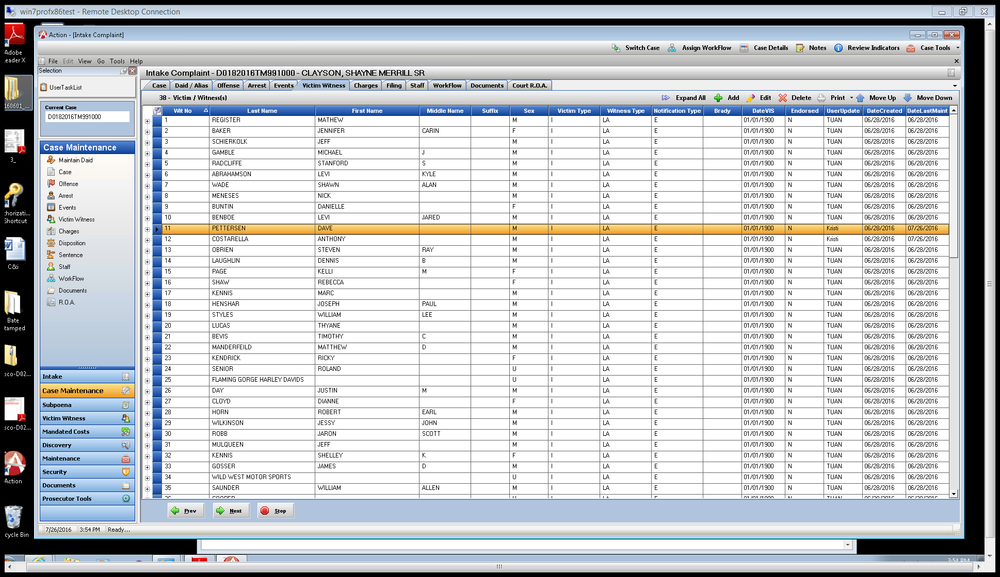 win7profx86test - Remote Desktop Connection
Adobe
eader X
160601_...
3_
:horizati...
Shortcut
C&i
Bate
tamped
sco-D02...
sco-D02...
Action
cycle Bin
Action - [Intake Complaint]
Switch Case Assign WorkFlow Case Details Notes Review Indicators Case Tools
File Edit View Go Tools Help
Selection
UserTaskList
Current Case
D0182016TM991000
Case Maintenance
Maintain Daid
Case
Offense
Arrest
Events
Victim Witness
Charges
Disposition
Sentence
Staff
WorkFlow
Documents
R.O.A.
Intake
Case Maintenance
Subpoena
Victim Witness
Mandated Costs
Discovery
Maintenance
Security
Documents
Prosecutor Tools
Intake Complaint - D0182016TM991000 - CLAYSON, SHAYNE MERRILL SR
Case Daid / Alias Offense Arrest Events Victim Witness Charges Filing Staff WorkFlow Documents Court R.O.A.
38 - Victim / Witness(s) Expand All Add Edit Delete Print Move Up Move Down
Wit No Last Name First Name Middle Name Suffix Sex Victim Type Witness Type Notification Type Brady DateVIS Endorsed UserUpdate DateCreated DateLastMaint
1 REGISTER MATHEW M I LA E 01/01/1900 N TUAN 06/28/2016 06/28/2016
2 BAKER JENNIFER CARIN F I LA E 01/01/1900 N TUAN 06/28/2016 06/28/2016
3 SCHIERKOLK JEFF M I LA E 01/01/1900 N TUAN 06/28/2016 06/28/2016
4 GAMBLE MICHAEL J M I LA E 01/01/1900 N TUAN 06/28/2016 06/28/2016
5 RADCLIFFE STANFORD S M I LA E 01/01/1900 N TUAN 06/28/2016 06/28/2016
6 ABRAHAMSON LEVI KYLE M I LA E 01/01/1900 N TUAN 06/28/2016 06/28/2016
7 WADE SHAWN ALAN M I LA E 01/01/1900 N TUAN 06/28/2016 06/28/2016
8 MENESES NICK M I LA E 01/01/1900 N TUAN 06/28/2016 06/28/2016
9 BUNTIN DANIELLE F I LA E 01/01/1900 N TUAN 06/28/2016 06/28/2016
10 BENBOE LEVI JARED M I LA E 01/01/1900 N TUAN 06/28/2016 06/28/2016
11 PETTERSEN DAVE M I LA E 01/01/1900 N Kristi 06/28/2016 07/26/2016
12 COSTARELLA ANTHONY M I LA E 01/01/1900 N Kristi 06/28/2016 07/26/2016
13 OBRIEN STEVEN RAY M I LA E 01/01/1900 N TUAN 06/28/2016 06/28/2016
14 LAUGHLIN DENNIS B M I LA E 01/01/1900 N TUAN 06/28/2016 06/28/2016
15 PAGE KELLI M F I LA E 01/01/1900 N TUAN 06/28/2016 06/28/2016
16 SHAW REBECCA F I LA E 01/01/1900 N TUAN 06/28/2016 06/28/2016
17 KENNIS MARC M I LA E 01/01/1900 N TUAN 06/28/2016 06/28/2016
18 HENSHAR JOSEPH PAUL M I LA E 01/01/1900 N TUAN 06/28/2016 06/28/2016
19 STYLES WILLIAM LEE M I LA E 01/01/1900 N TUAN 06/28/2016 06/28/2016
20 LUCAS THYANE M I LA E 01/01/1900 N TUAN 06/28/2016 06/28/2016
21 BEVIS TIMOTHY C M I LA E 01/01/1900 N TUAN 06/28/2016 06/28/2016
22 MANDERFEILD MATTHEW D M I LA E 01/01/1900 N TUAN 06/28/2016 06/28/2016
23 KENDRICK RICKY F I LA E 01/01/1900 N TUAN 06/28/2016 06/28/2016
24 SENIOR ROLAND U I LA E 01/01/1900 N TUAN 06/28/2016 06/28/2016
25 FLAMING GORGE HARLEY DAVIDS U I LA E 01/01/1900 N TUAN 06/28/2016 06/28/2016
26 DAY JUSTIN M M I LA E 01/01/1900 N TUAN 06/28/2016 06/28/2016
27 CLOYD DIANNE F I LA E 01/01/1900 N TUAN 06/28/2016 06/28/2016
28 HORN ROBERT EARL M I LA E 01/01/1900 N TUAN 06/28/2016 06/28/2016
29 WILKINSON JESSY JOHN M I LA E 01/01/1900 N TUAN 06/28/2016 06/28/2016
30 ROBB JARON SCOTT M I LA E 01/01/1900 N TUAN 06/28/2016 06/28/2016
31 MULQUEEN JEFF M I LA E 01/01/1900 N TUAN 06/28/2016 06/28/2016
32 KENNIS SHELLEY K F I LA E 01/01/1900 N TUAN 06/28/2016 06/28/2016
33 GOSSER JAMES D M I LA E 01/01/1900 N TUAN 06/28/2016 06/28/2016
34 WILD WEST MOTOR SPORTS U I LA E 01/01/1900 N TUAN 06/28/2016 06/28/2016
35 SAUNDER WILLIAM ALLEN M I LA E 01/01/1900 N TUAN 06/28/2016 06/28/2016
Prev Next Stop
7/26/2016 3:54 PM Ready...
3:54 PM